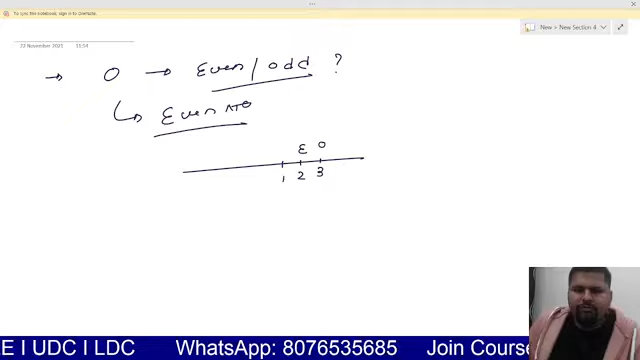 To sync this notebook, sign in to OneNote.
New > New Section 4
22 November 2021 11:54
→ 0 → Even / odd ?
↳ Even no
E O
1 2 3
E I UDC I LDC WhatsApp: 8076535685 Join Course